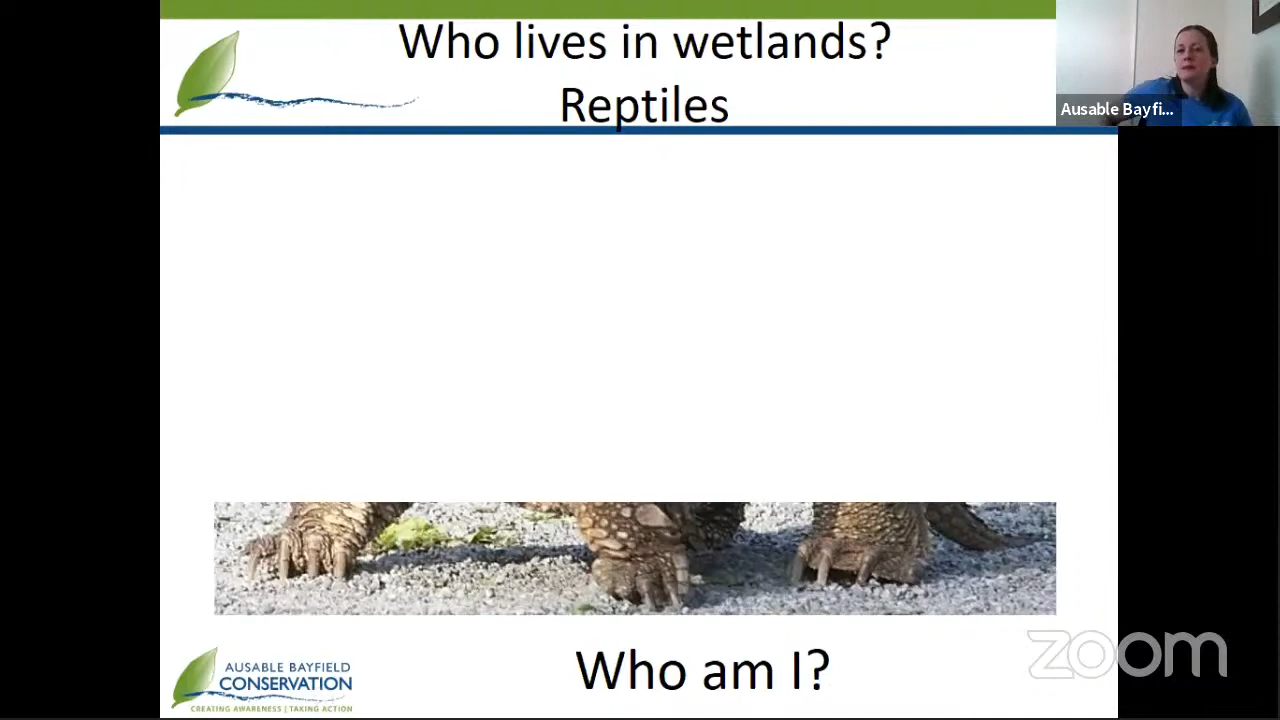 Who lives in wetlands?
Reptiles
Ausable Bayfi...
AUSABLE BAYFIELD
CONSERVATION
CREATING AWARENESS | TAKING ACTION
Who am I?
zoom